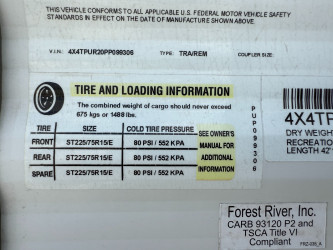 THIS VEHICLE CONFORMS TO ALL APPLICABLE U.S. FEDERAL MOTOR VEHICLE SAFETY
STANDARDS IN EFFECT ON THE DATE OF MANUFACTURE SHOWN ABOVE.
V.I.N.: 4X4TPUR20PP099306 TYPE: TRA/REM COUPLER SIZE:
TIRE AND LOADING INFORMATION
The combined weight of cargo should never exceed
675 kgs or 1488 lbs.
TIRE SIZE COLD TIRE PRESSURE
FRONT ST225/75R15/E 80 PSI / 552 KPA
REAR ST225/75R15/E 80 PSI / 552 KPA
SPARE ST225/75R15/E 80 PSI / 552 KPA
SEE OWNER'S
MANUAL FOR
ADDITIONAL
INFORMATION
PUP099306
4X4TP
DRY WEIGH
RECREATION
LENGTH 42'
Forest River, Inc.
CARB 93120 P2 and
TSCA Title VI
Compliant